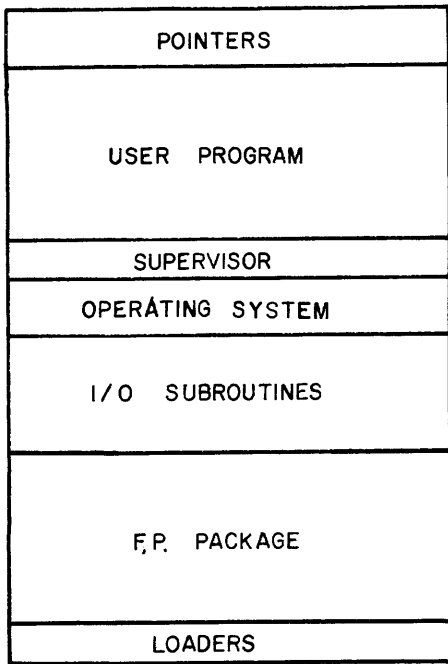 POINTERS
USER PROGRAM
SUPERVISOR
OPERATING SYSTEM
I/O SUBROUTINES
F.P. PACKAGE
LOADERS